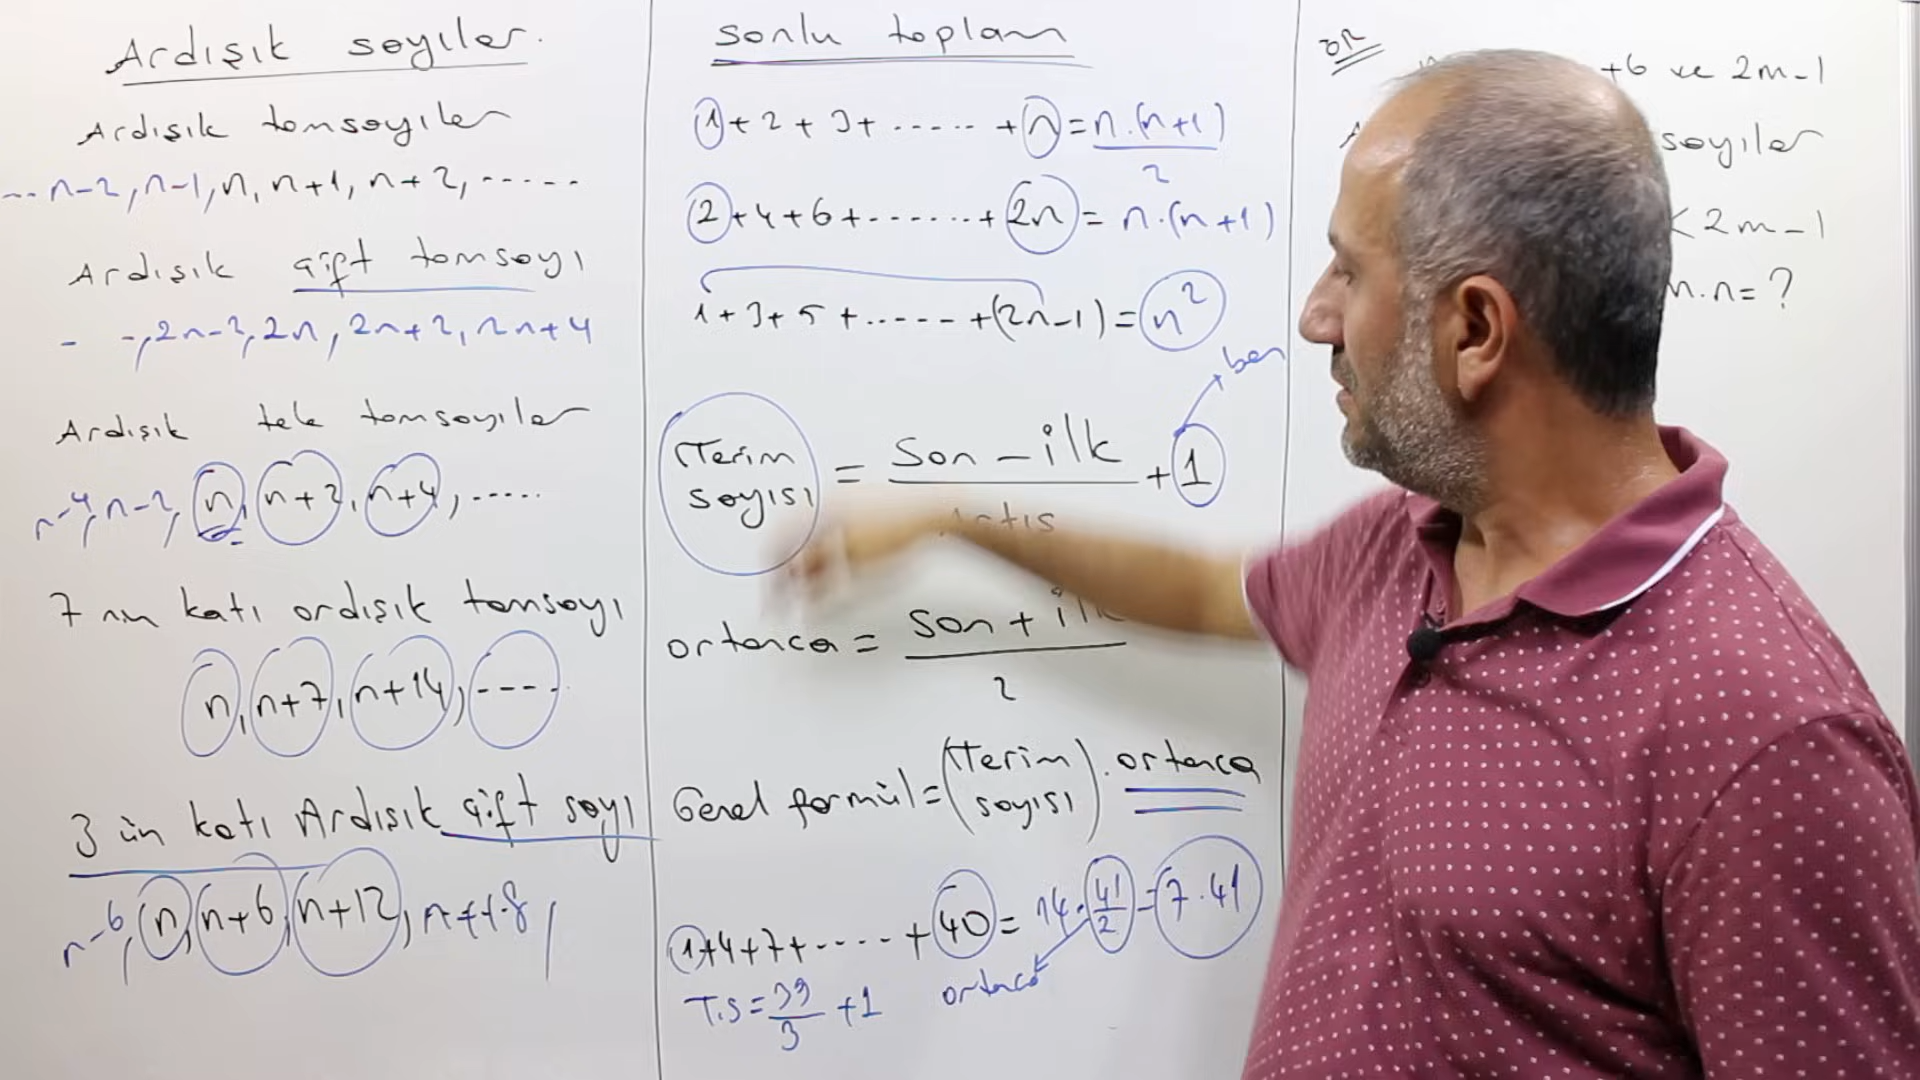 Ardışık sayılar.
Ardışık tamsayılar
... n-2, n-1, n, n+1, n+2, ......
Ardışık çift tamsayı
- -, 2n-2, 2n, 2n+2, 2n+4
Ardışık tek tamsayılar
n-4, n-2, n, n+2, n+4, ......
7 nin katı ardışık tamsayı
n, n+7, n+14, ----
3 ün katı Ardışık çift sayı
n-6, n, n+6, n+12, n+18,
sonlu toplam
1+2+3+......+n = n.(n+1)/2
2+4+6+.......+2n = n.(n+1)
1+3+5+......+(2n-1) = n²
ben
Terim sayısı = son - ilk / Artış + 1
ortanca = son + ilk / 2
Genel formül = (Terim sayısı) . ortanca
1+4+7+.....+40 = 14.41/2 = 7.41
T.S = 39/3 + 1
ortanca
ÖR
+6 ve 2m-1
sayılar
< 2m-1
m.n = ?